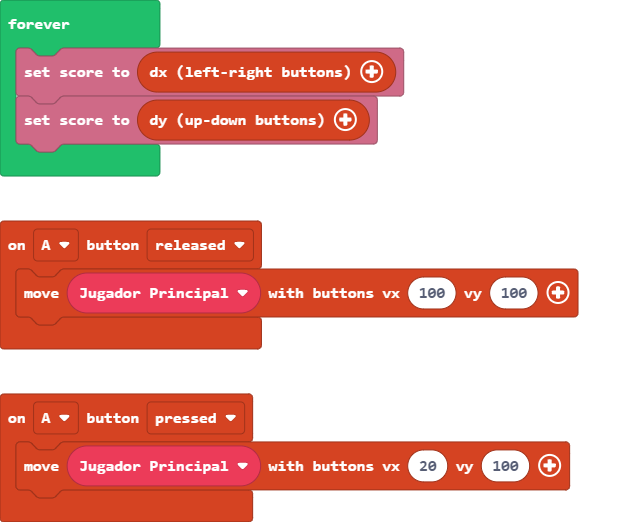 forever
set score to dx (left-right buttons)
set score to dy (up-down buttons)
on A button released
move Jugador Principal with buttons vx 100 vy 100
on A button pressed
move Jugador Principal with buttons vx 20 vy 100